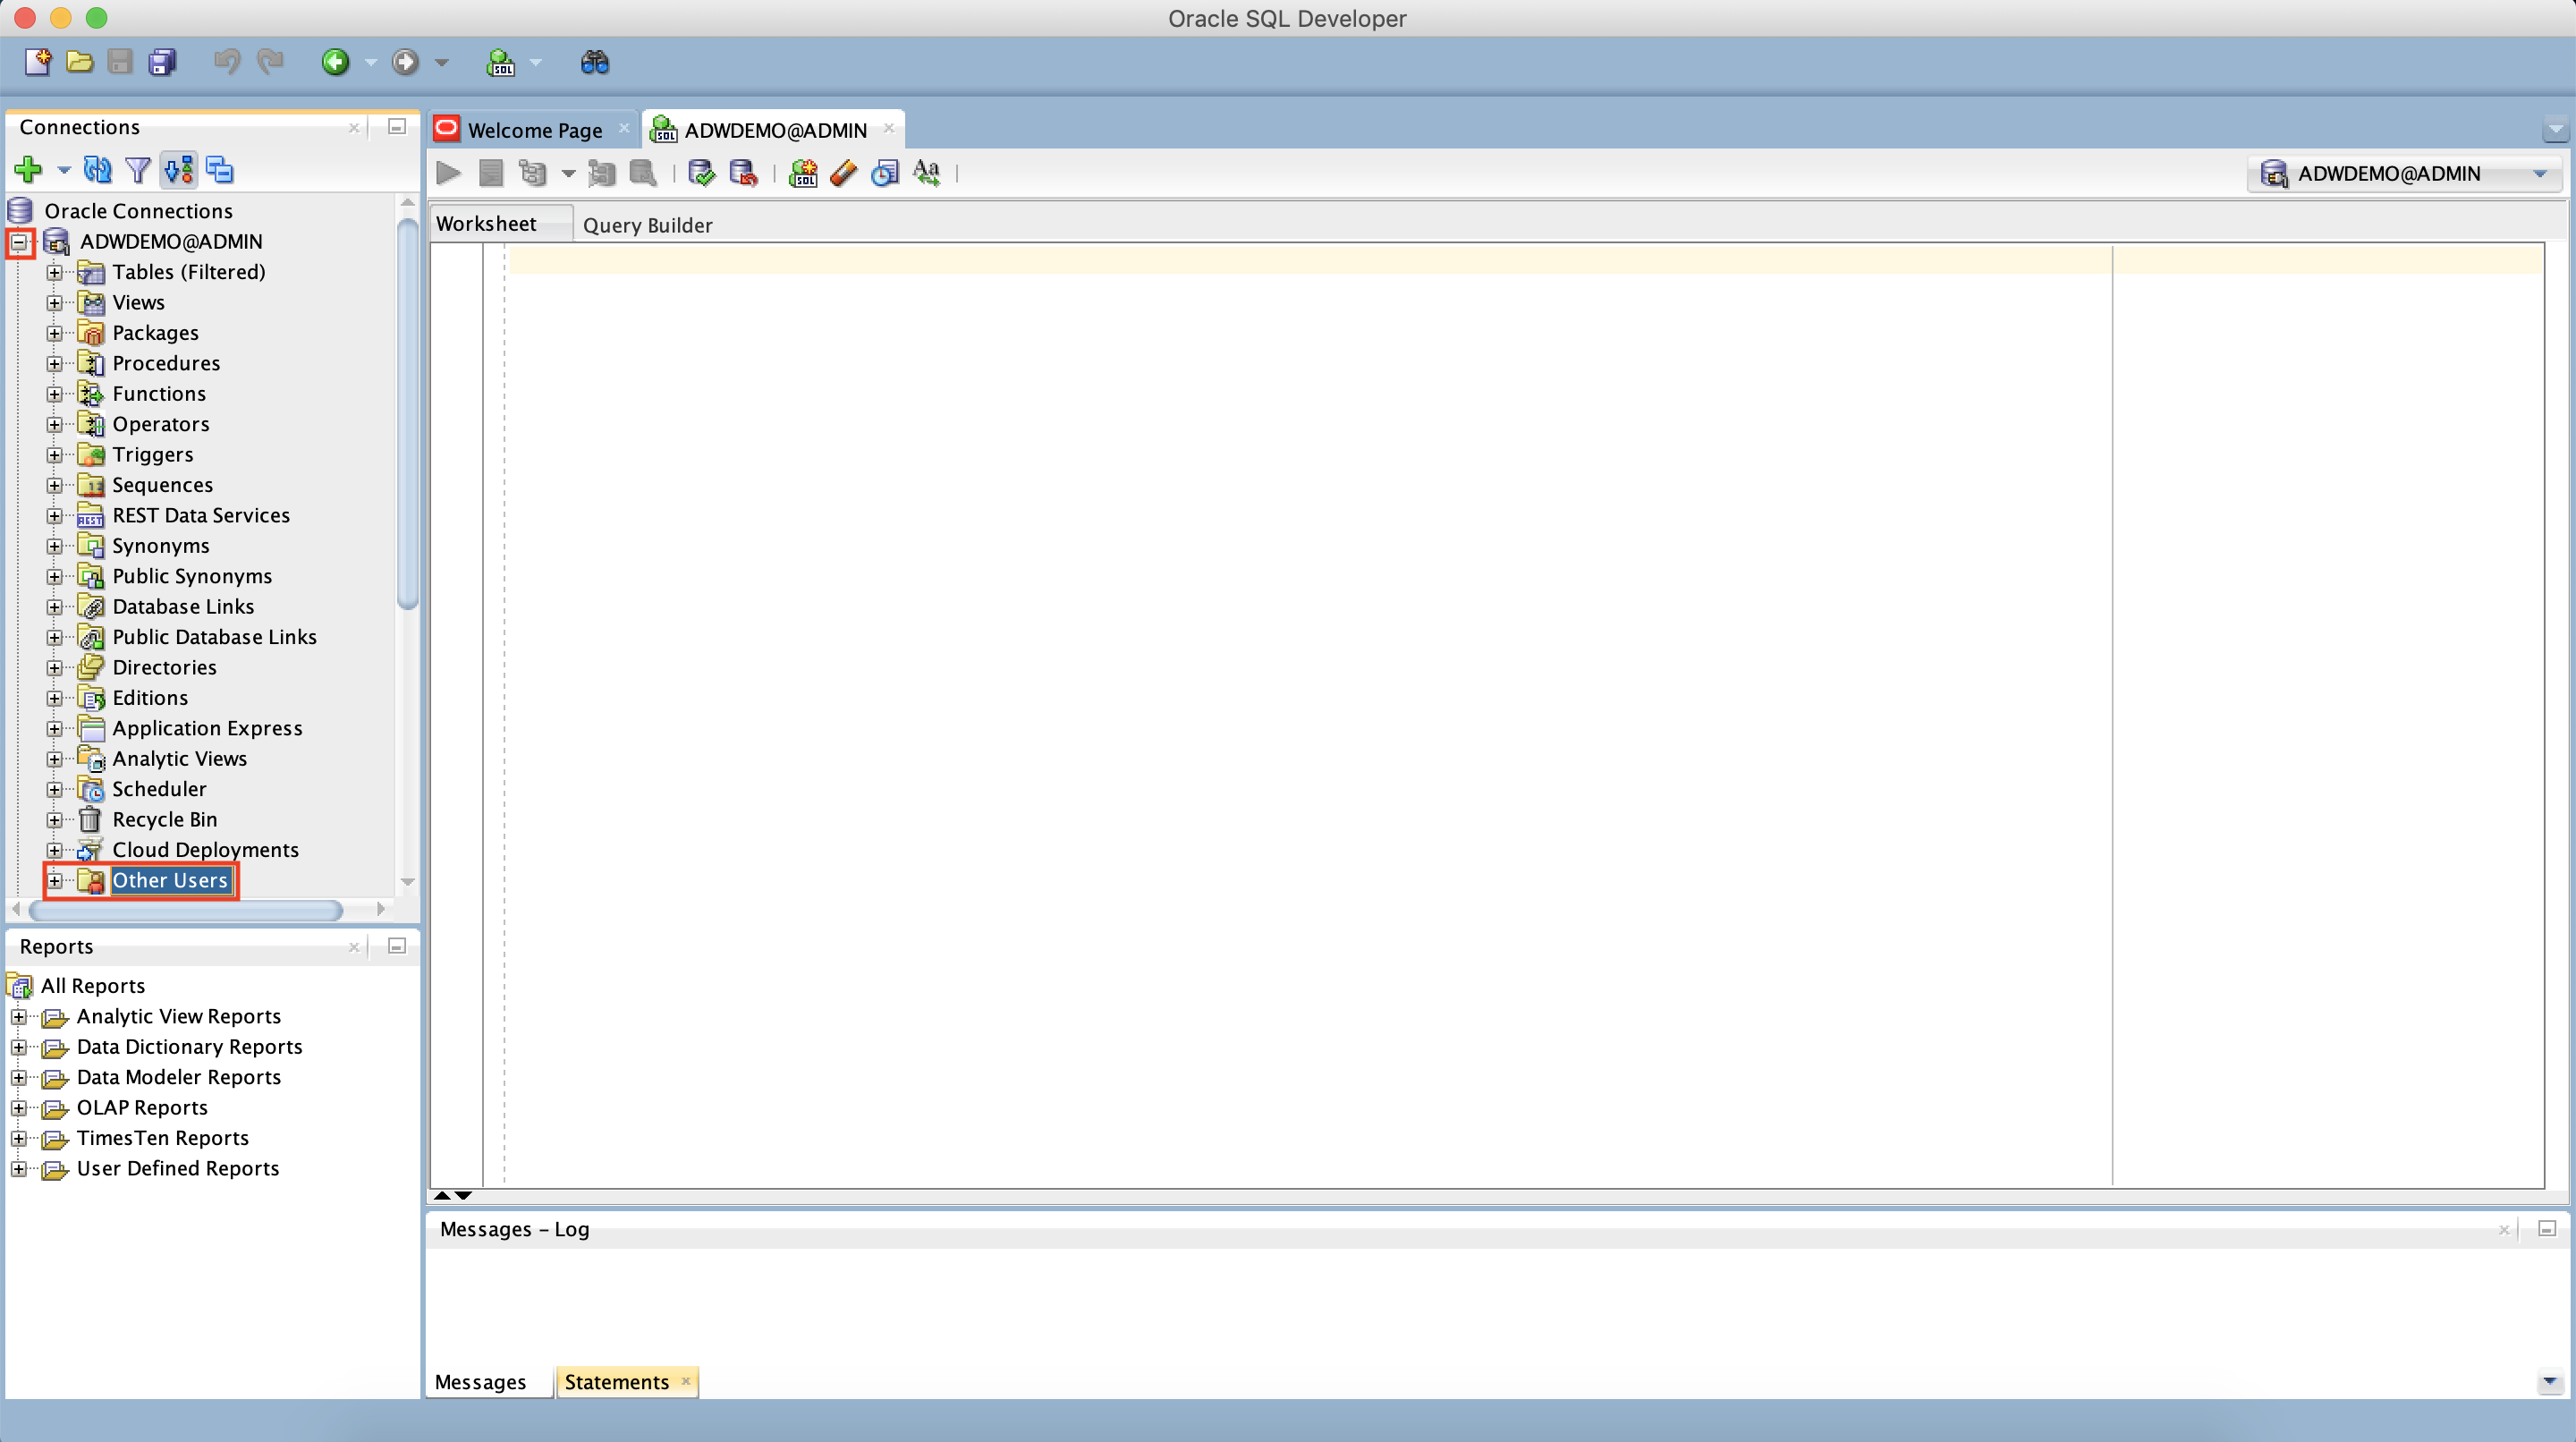 Oracle SQL Developer
Connections
Welcome Page
ADWDEMO@ADMIN
ADWDEMO@ADMIN
Worksheet
Query Builder
Oracle Connections
ADWDEMO@ADMIN
Tables (Filtered)
Views
Packages
Procedures
Functions
Operators
Triggers
Sequences
REST Data Services
Synonyms
Public Synonyms
Database Links
Public Database Links
Directories
Editions
Application Express
Analytic Views
Scheduler
Recycle Bin
Cloud Deployments
Other Users
Reports
All Reports
Analytic View Reports
Data Dictionary Reports
Data Modeler Reports
OLAP Reports
TimesTen Reports
User Defined Reports
Messages - Log
Messages
Statements